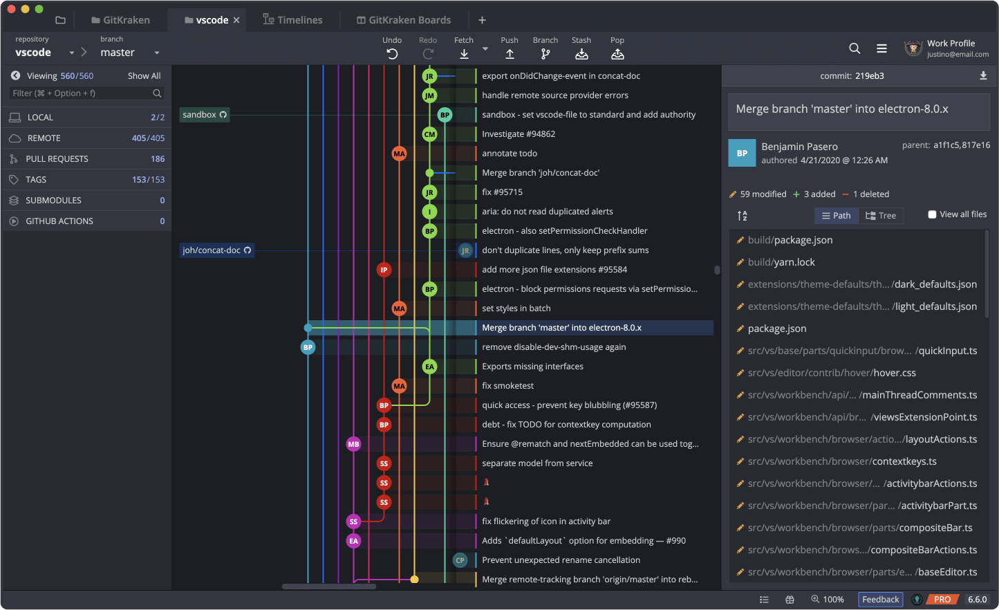 GitKraken
vscode
Timelines
GitKraken Boards
repository
vscode
branch
master
Undo
Redo
Fetch
Push
Branch
Stash
Pop
Work Profile
justino@email.com
Viewing 560/560
Show All
Filter (⌘ + Option + f)
LOCAL 2/2
REMOTE 405/405
PULL REQUESTS 186
TAGS 153/153
SUBMODULES 0
GITHUB ACTIONS 0
JR export onDidChange-event in concat-doc
JM handle remote source provider errors
sandbox BP sandbox - set vscode-file to standard and add authority
CM Investigate #94862
MA annotate todo
Merge branch 'joh/concat-doc'
JR fix #95715
I aria: do not read duplicated alerts
BP electron - also setPermissionCheckHandler
joh/concat-doc JR don't duplicate lines, only keep prefix sums
IP add more json file extensions #95584
BP electron - block permissions requests via setPermissio...
MA set styles in batch
Merge branch 'master' into electron-8.0.x
BP remove disable-dev-shm-usage again
EA Exports missing interfaces
MA fix smoketest
BP quick access - prevent key blubbling (#95587)
BP debt - fix TODO for contextkey computation
MB Ensure @rematch and nextEmbedded can be used tog...
SS separate model from service
SS
SS
SS fix flickering of icon in activity bar
EA Adds `defaultLayout` option for embedding — #990
CP Prevent unexpected rename cancellation
Merge remote-tracking branch 'origin/master' into reb...
commit: 219eb3
Merge branch 'master' into electron-8.0.x
BP
Benjamin Pasero
authored 4/21/2020 @ 12:26 AM
parent: a1f1c5,817e16
59 modified + 3 added − 1 deleted
Path
Tree
View all files
build/package.json
build/yarn.lock
extensions/theme-defaults/th... /dark_defaults.json
extensions/theme-defaults/th... /light_defaults.json
package.json
src/vs/base/parts/quickinput/brow... /quickInput.ts
src/vs/editor/contrib/hover/hover.css
src/vs/workbench/api/... /mainThreadComments.ts
src/vs/workbench/api/br... /viewsExtensionPoint.ts
src/vs/workbench/browser/actio.../layoutActions.ts
src/vs/workbench/browser/contextkeys.ts
src/vs/workbench/browser/... /activitybarActions.ts
src/vs/workbench/browser/par... /activitybarPart.ts
src/vs/workbench/browser/parts/compositeBar.ts
src/vs/workbench/brows.../compositeBarActions.ts
src/vs/workbench/browser/parts/e... /baseEditor.ts
100%
Feedback
PRO
6.6.0